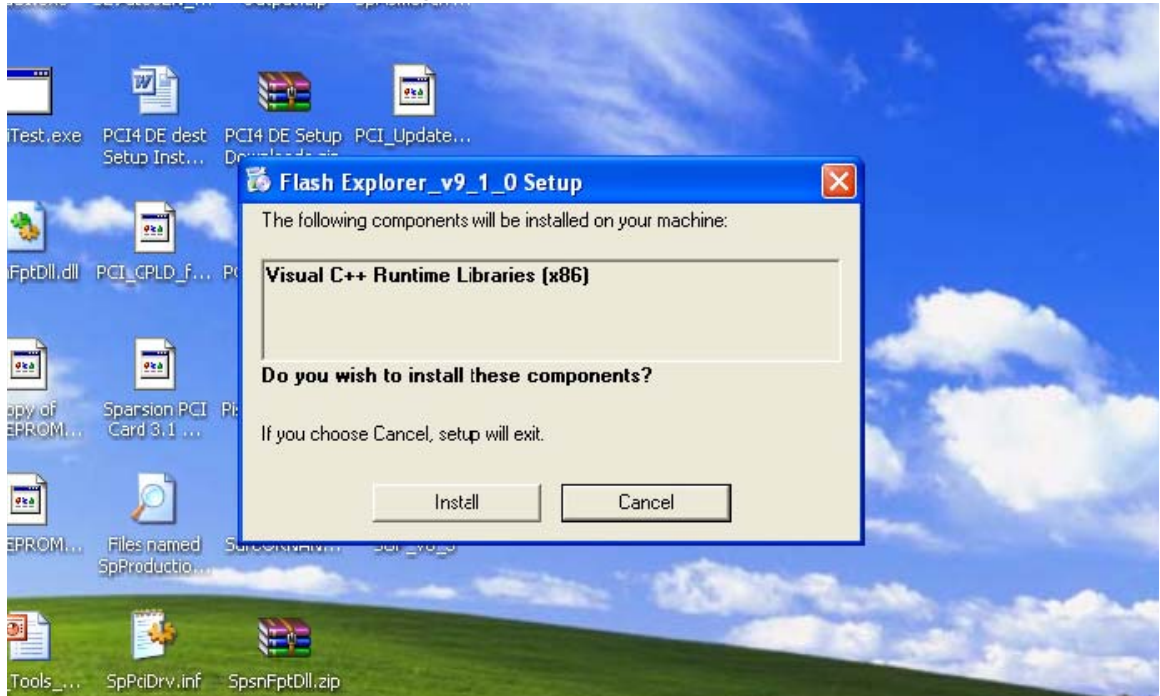 iTest.exe
PCI4 DE dest
Setup Inst...
PCI4 DE Setup
PCI_Update...
Flash Explorer_v9_1_0 Setup
The following components will be installed on your machine:
Visual C++ Runtime Libraries (x86)
Do you wish to install these components?
If you choose Cancel, setup will exit.
Install
Cancel
FptDll.dll
PCI_CPLD_f...
opy of
EPROM...
Sparsion PCI
Card 3.1 ...
EPROM...
Files named
SpProductio...
Tools_...
SpPciDrv.inf
SpsnFptDll.zip